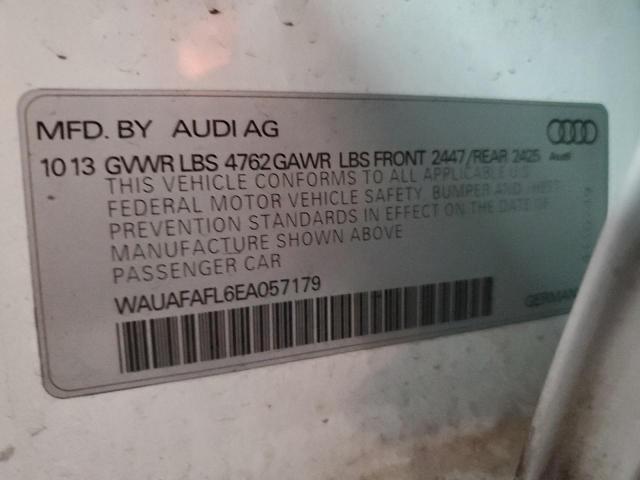 MFD. BY AUDI AG
Audi
10 13 GVWR LBS 4762 GAWR LBS FRONT 2447/REAR 2425
THIS VEHICLE CONFORMS TO ALL APPLICABLE U.S.
FEDERAL MOTOR VEHICLE SAFETY, BUMPER AND THEFT
PREVENTION STANDARDS IN EFFECT ON THE DATE OF
MANUFACTURE SHOWN ABOVE
PASSENGER CAR
WAUAFAFL6EA057179
GERMAN